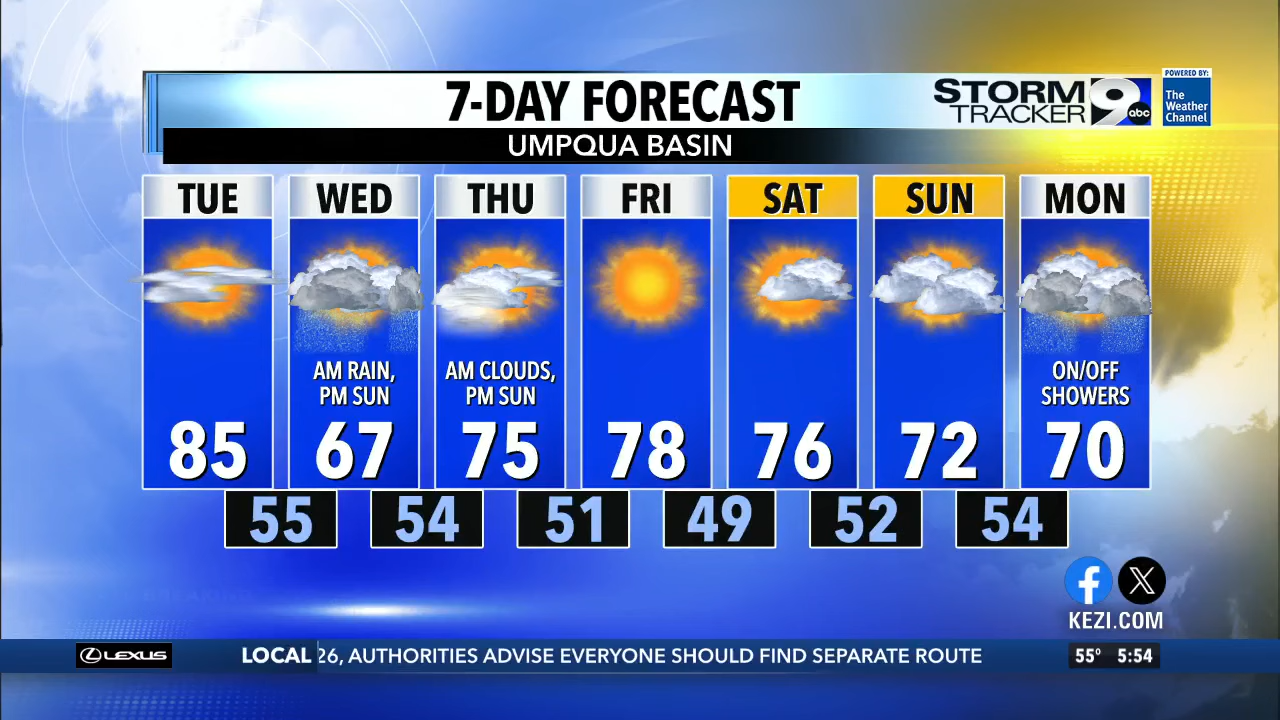 7-DAY FORECAST
UMPQUA BASIN
STORM
TRACKER
9
abc
POWERED BY:
The
Weather
Channel
TUE
WED
THU
FRI
SAT
SUN
MON
AM RAIN,
PM SUN
AM CLOUDS,
PM SUN
ON/OFF
SHOWERS
85
67
75
78
76
72
70
55
54
51
49
52
54
KEZI.COM
LEXUS
LOCAL
26, AUTHORITIES ADVISE EVERYONE SHOULD FIND SEPARATE ROUTE
55° 5:54